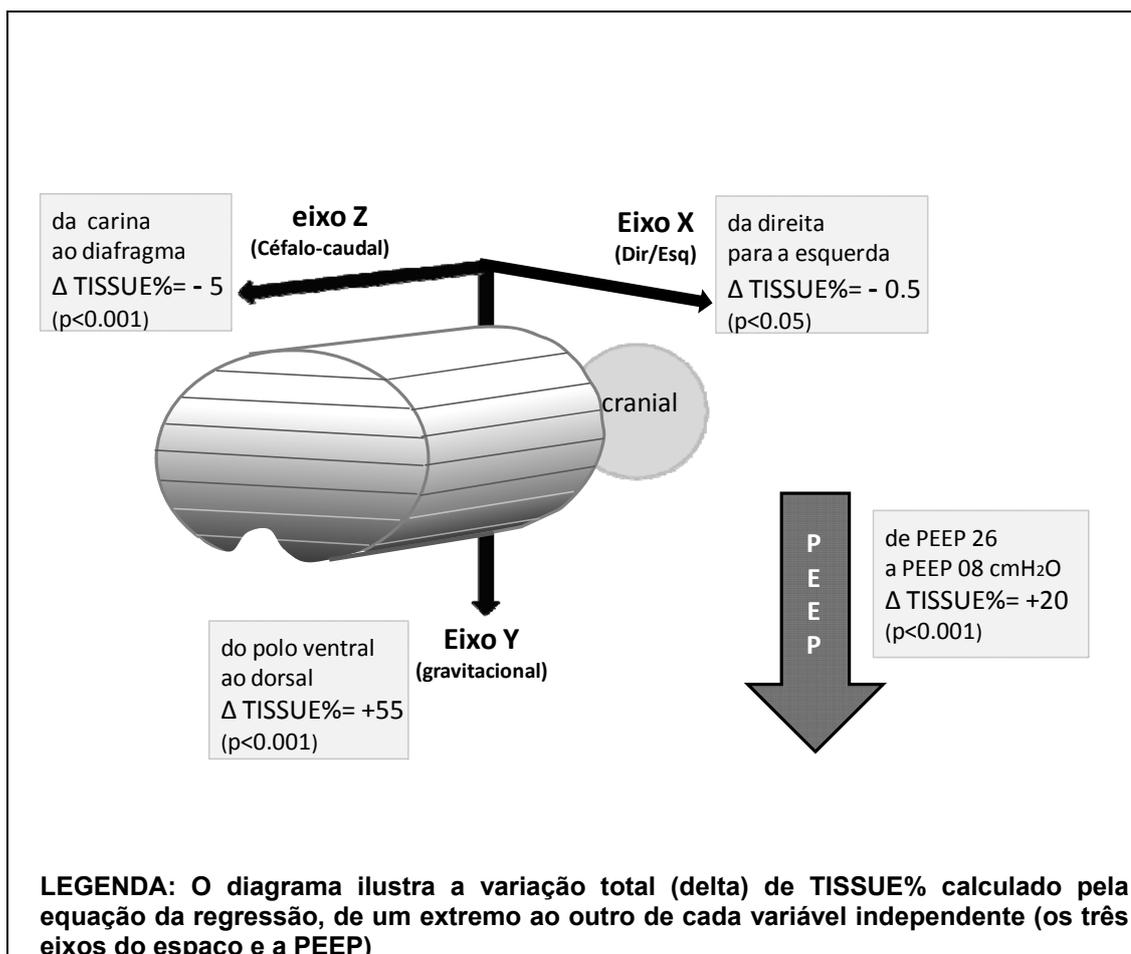 da carina
ao diafragma
Δ TISSUE%= - 5
(p<0.001)
eixo Z
(Céfalo-caudal)
Eixo X
(Dir/Esq)
da direita
para a esquerda
Δ TISSUE%= - 0.5
(p<0.05)
cranial
P
E
E
P
de PEEP 26
a PEEP 08 cmH₂O
Δ TISSUE%= +20
(p<0.001)
do polo ventral
ao dorsal
Δ TISSUE%= +55
(p<0.001)
Eixo Y
(gravitacional)
LEGENDA: O diagrama ilustra a variação total (delta) de TISSUE% calculado pela
equação da regressão, de um extremo ao outro de cada variável independente (os três
eixos do espaço e a PEEP)